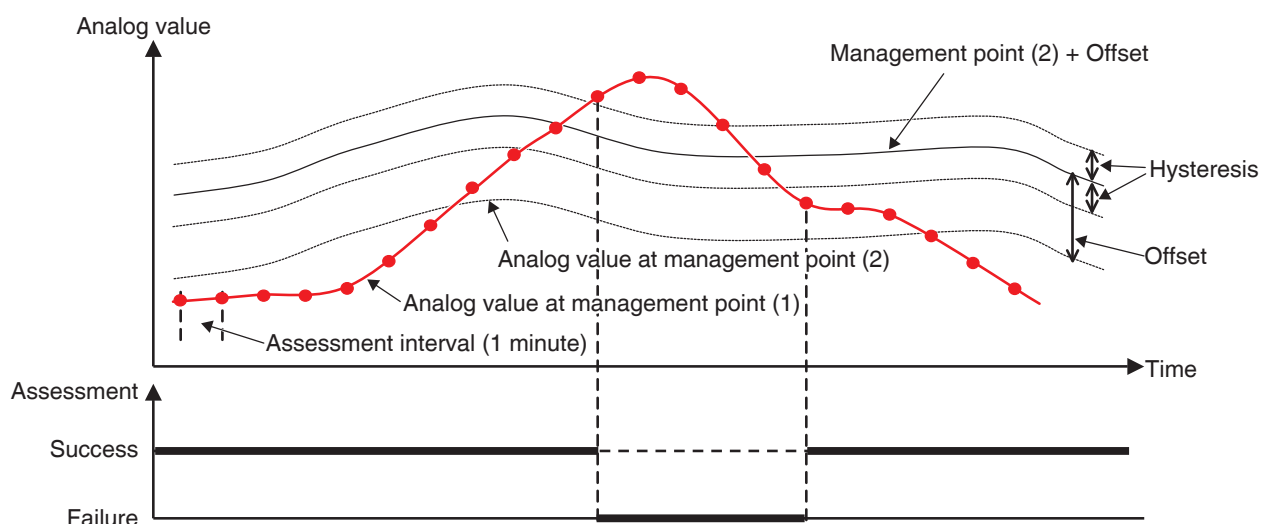 Analog value
Management point (2) + Offset
Hysteresis
Analog value at management point (2)
Offset
Analog value at management point (1)
Assessment interval (1 minute)
Time
Assessment
Success
Failure